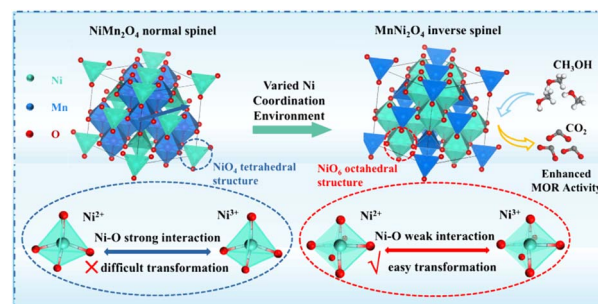 NiMn₂O₄ normal spinel
MnNi₂O₄ inverse spinel
Ni
Mn
O
Varied Ni
Coordination
Environment
CH₃OH
CO₂
Enhanced
MOR Activity
NiO₄ tetrahedral
structure
NiO₆ octahedral
structure
Ni²⁺
Ni³⁺
Ni-O strong interaction
difficult transformation
Ni²⁺
Ni³⁺
Ni-O weak interaction
easy transformation